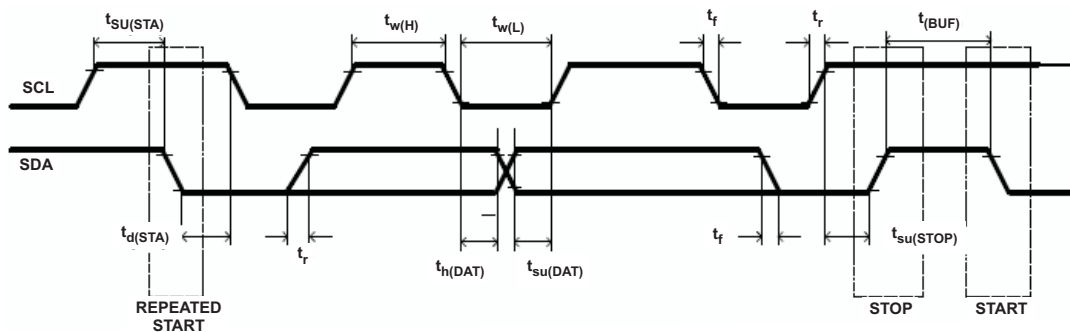 tSU(STA)
tw(H)
tw(L)
tf
tr
t(BUF)
SCL
SDA
td(STA)
tr
th(DAT)
tsu(DAT)
tf
tsu(STOP)
REPEATED
START
STOP
START